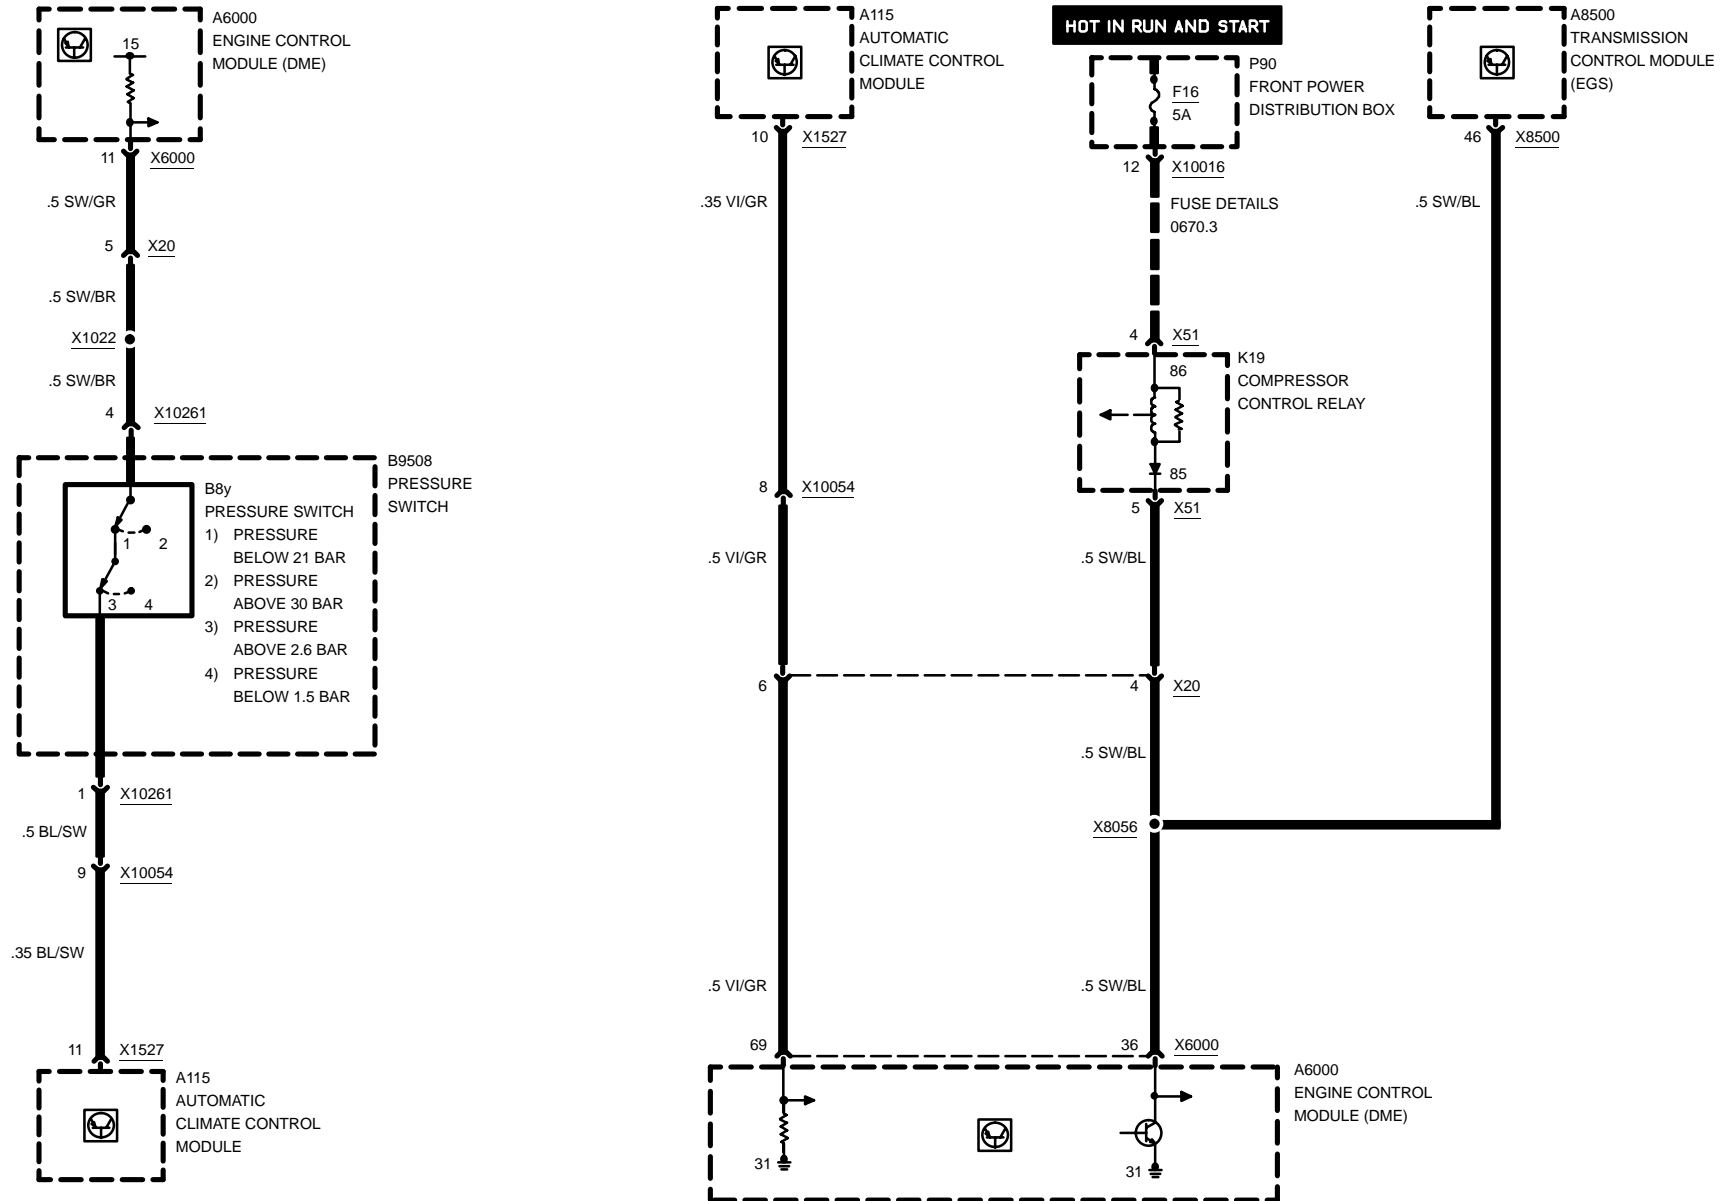 A6000
ENGINE CONTROL
MODULE (DME)
15
11 X6000
.5 SW/GR
5 X20
.5 SW/BR
X1022
.5 SW/BR
4 X10261
B9508
PRESSURE
SWITCH
B8y
PRESSURE SWITCH
1) PRESSURE
BELOW 21 BAR
2) PRESSURE
ABOVE 30 BAR
3) PRESSURE
ABOVE 2.6 BAR
4) PRESSURE
BELOW 1.5 BAR
1 2
3 4
1 X10261
.5 BL/SW
9 X10054
.35 BL/SW
11 X1527
A115
AUTOMATIC
CLIMATE CONTROL
MODULE
A115
AUTOMATIC
CLIMATE CONTROL
MODULE
10 X1527
.35 VI/GR
8 X10054
.5 VI/GR
6
.5 VI/GR
69
31
HOT IN RUN AND START
P90
FRONT POWER
DISTRIBUTION BOX
F16
5A
12 X10016
FUSE DETAILS
0670.3
4 X51
K19
COMPRESSOR
CONTROL RELAY
86
85
5 X51
.5 SW/BL
4 X20
.5 SW/BL
X8056
.5 SW/BL
36 X6000
A6000
ENGINE CONTROL
MODULE (DME)
31
A8500
TRANSMISSION
CONTROL MODULE
(EGS)
46 X8500
.5 SW/BL